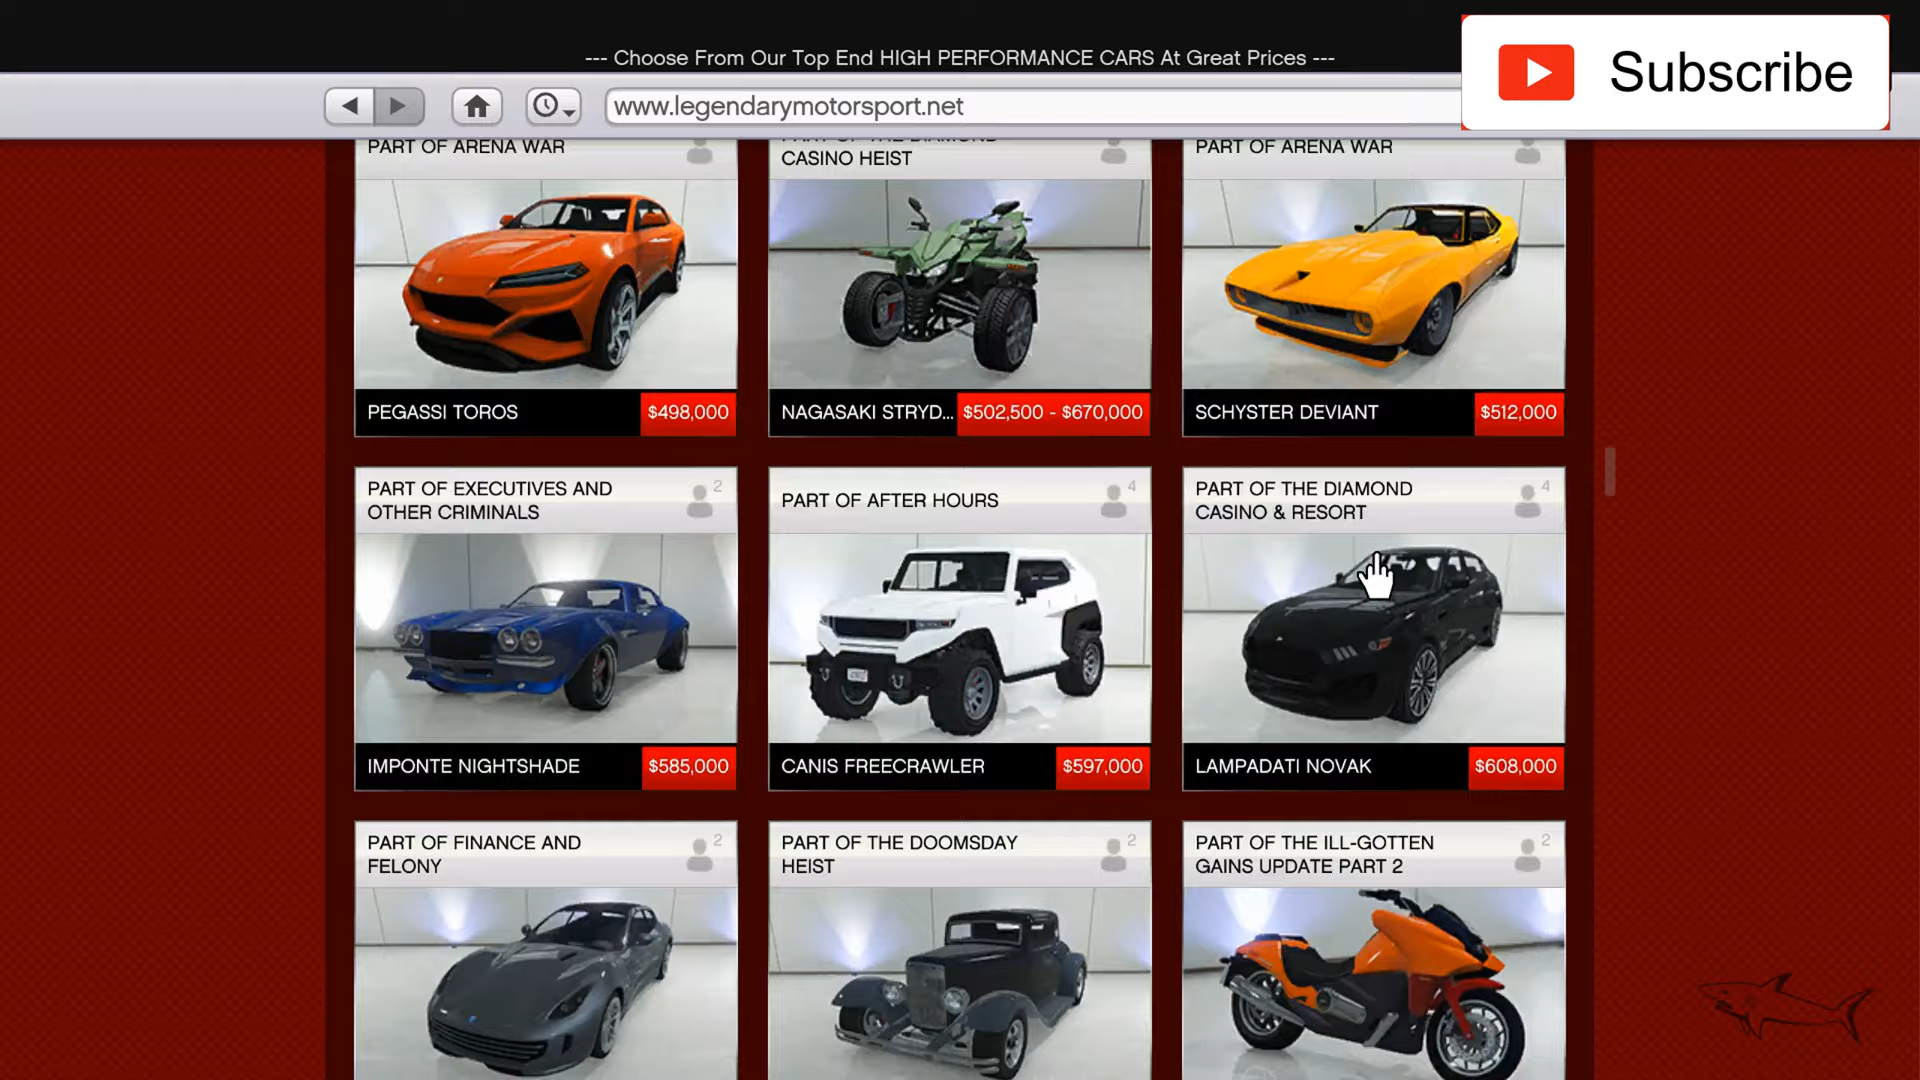 --- Choose From Our Top End HIGH PERFORMANCE CARS At Great Prices ---
Subscribe
www.legendarymotorsport.net
PART OF ARENA WAR
PART OF THE DIAMOND
CASINO HEIST
PART OF ARENA WAR
PEGASSI TOROS
$498,000
NAGASAKI STRYD...
$502,500 - $670,000
SCHYSTER DEVIANT
$512,000
PART OF EXECUTIVES AND
OTHER CRIMINALS
2
PART OF AFTER HOURS
4
PART OF THE DIAMOND
CASINO & RESORT
4
IMPONTE NIGHTSHADE
$585,000
CANIS FREECRAWLER
$597,000
LAMPADATI NOVAK
$608,000
PART OF FINANCE AND
FELONY
2
PART OF THE DOOMSDAY
HEIST
2
PART OF THE ILL-GOTTEN
GAINS UPDATE PART 2
2